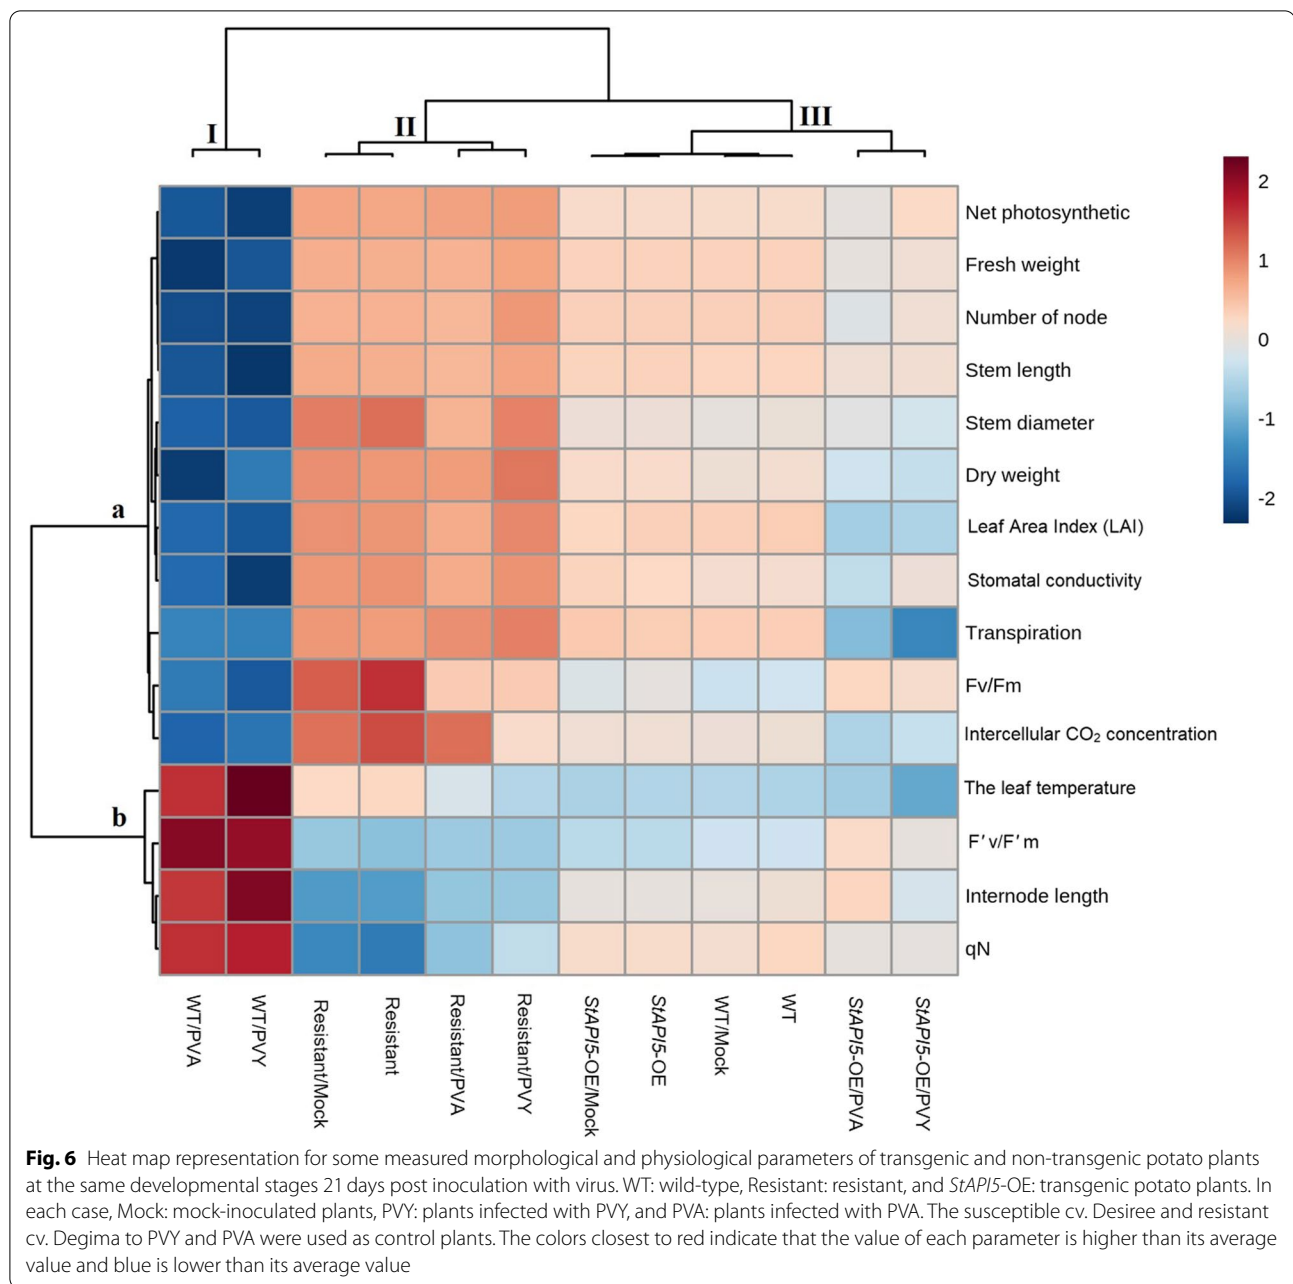 I
II
III
2
1
0
-1
-2
a
b
Net photosynthetic
Fresh weight
Number of node
Stem length
Stem diameter
Dry weight
Leaf Area Index (LAI)
Stomatal conductivity
Transpiration
Fv/Fm
Intercellular CO₂ concentration
The leaf temperature
F′v/F′m
Internode length
qN
WT/PVA
WT/PVY
Resistant/Mock
Resistant
Resistant/PVA
Resistant/PVY
StAPI5-OE/Mock
StAPI5-OE
WT/Mock
WT
StAPI5-OE/PVA
StAPI5-OE/PVY
Fig. 6 Heat map representation for some measured morphological and physiological parameters of transgenic and non-transgenic potato plants
at the same developmental stages 21 days post inoculation with virus. WT: wild-type, Resistant: resistant, and StAPI5-OE: transgenic potato plants. In
each case, Mock: mock-inoculated plants, PVY: plants infected with PVY, and PVA: plants infected with PVA. The susceptible cv. Desiree and resistant
cv. Degima to PVY and PVA were used as control plants. The colors closest to red indicate that the value of each parameter is higher than its average
value and blue is lower than its average value